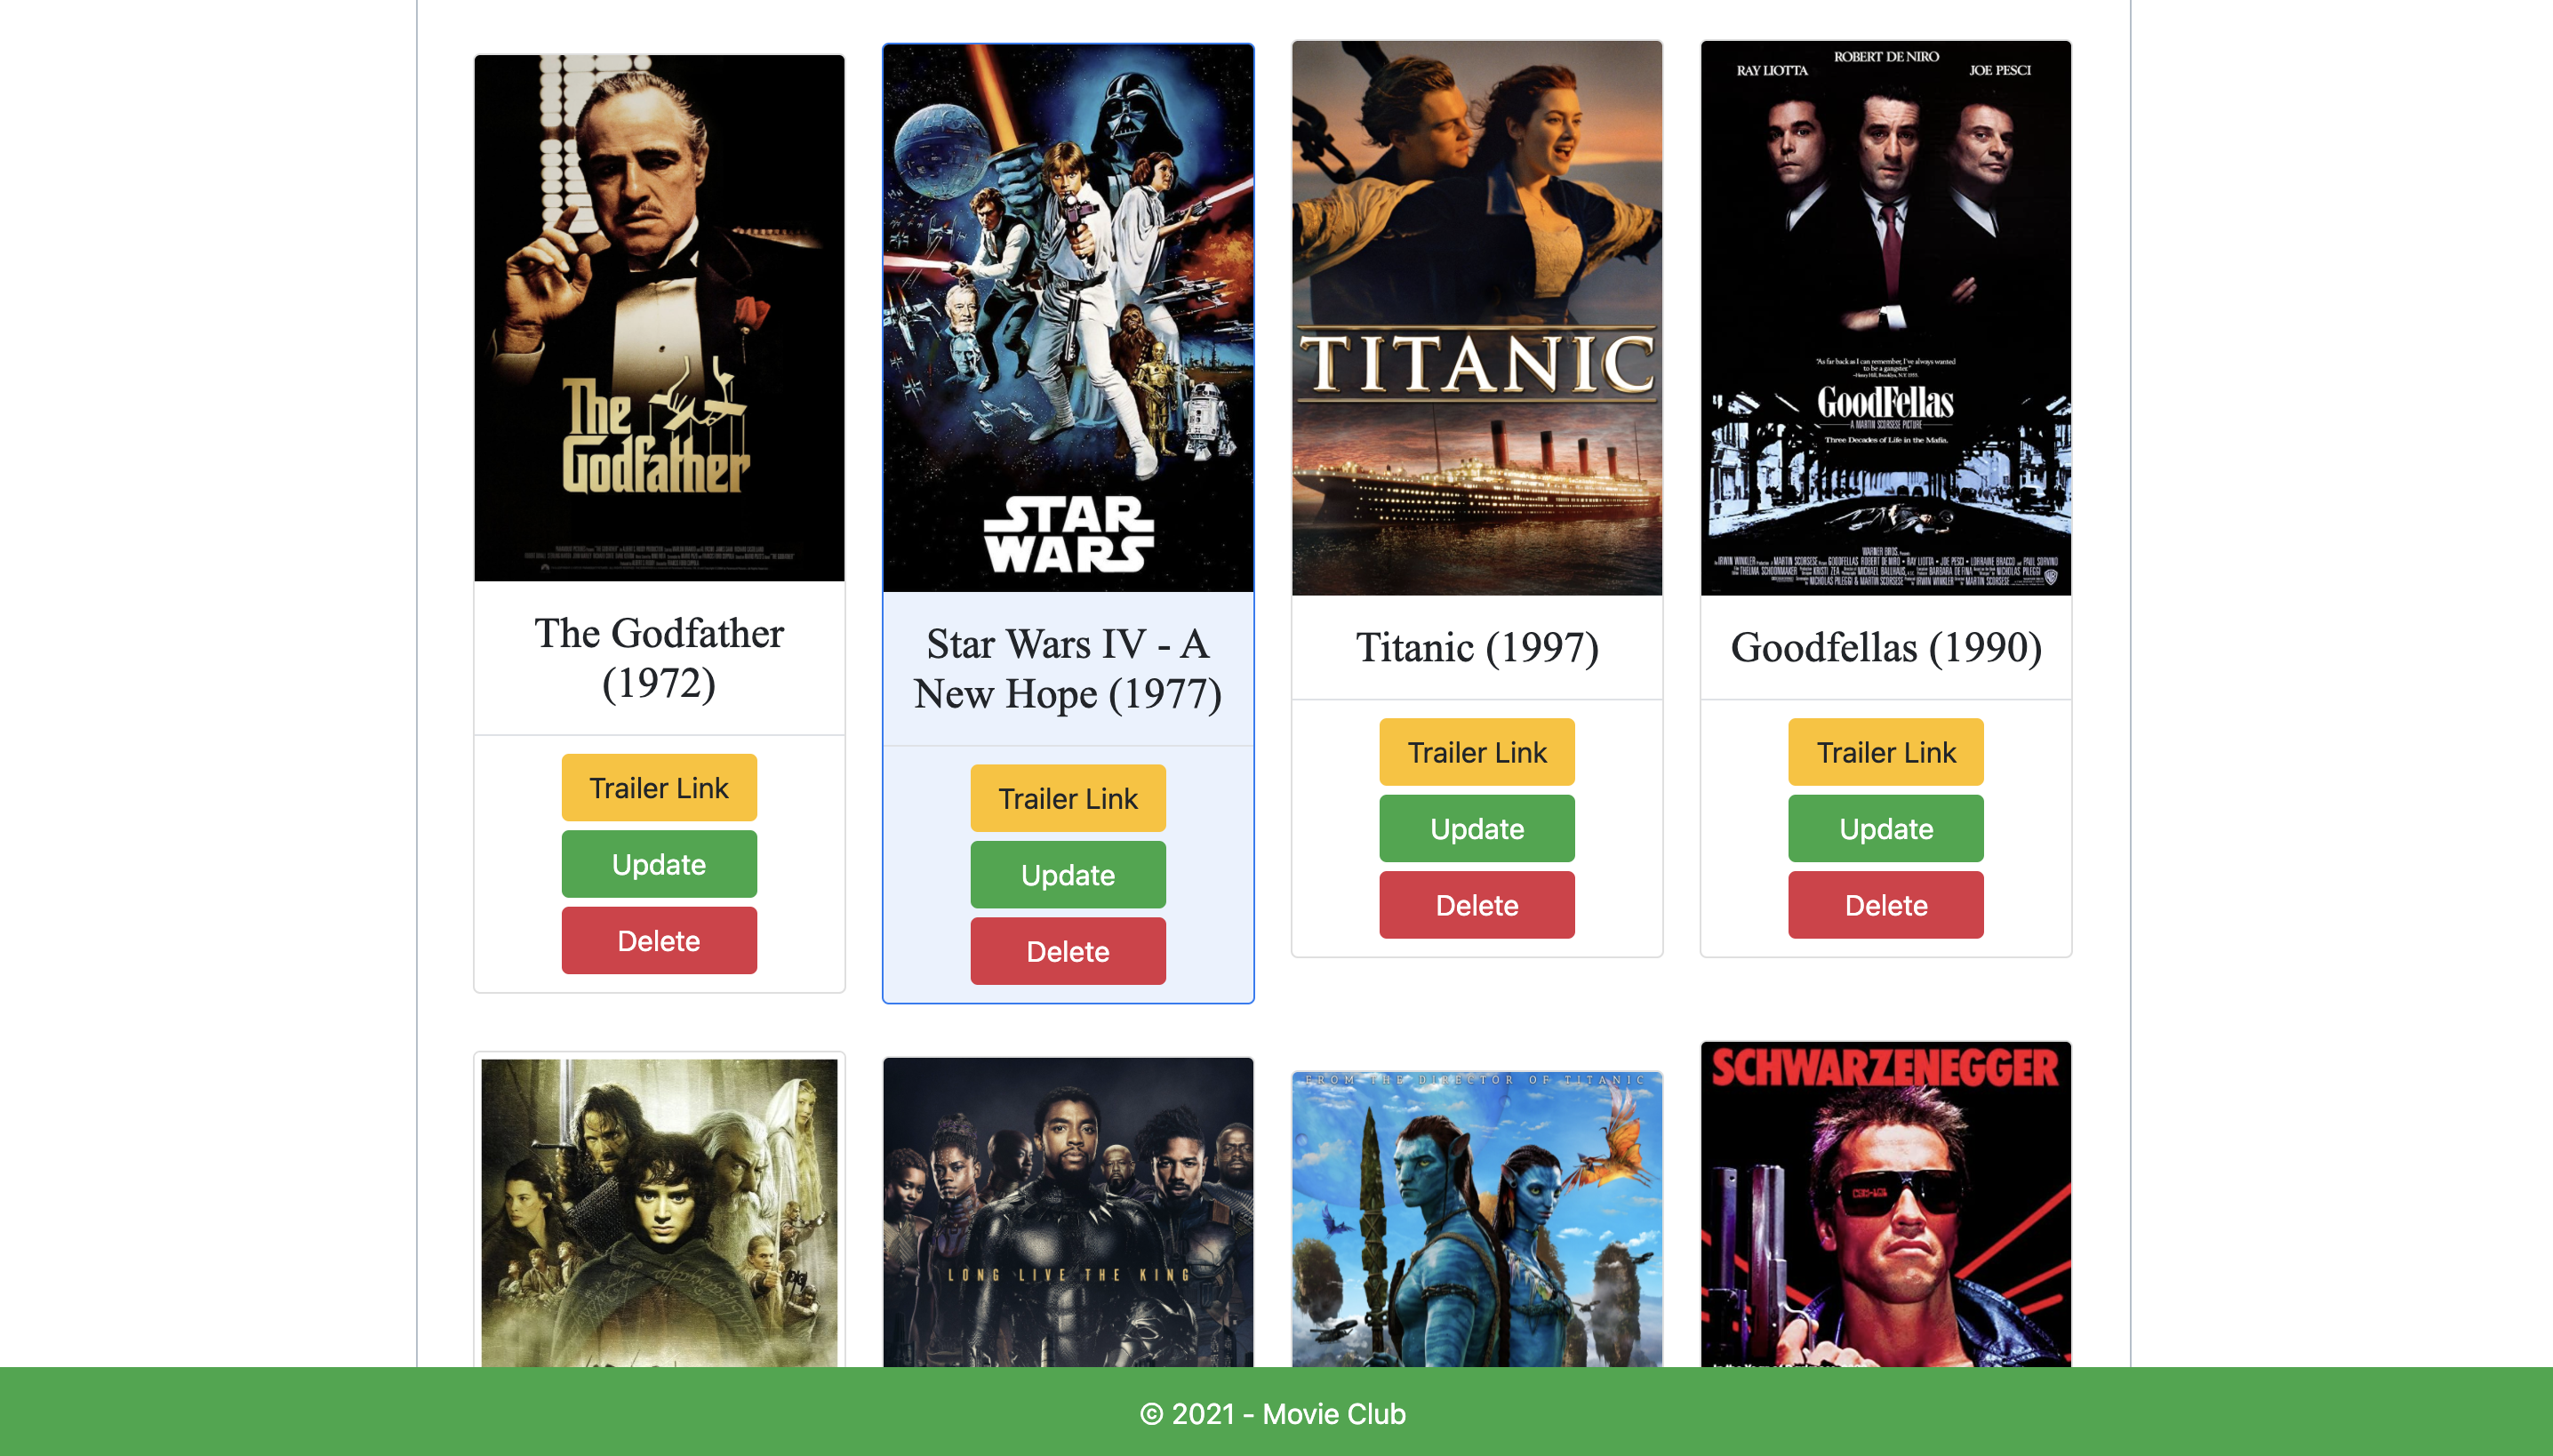 The
Godfather
The Godfather
(1972)
Trailer Link
Update
Delete
STAR
WARS
Star Wars IV - A
New Hope (1977)
Trailer Link
Update
Delete
TITANIC
Titanic (1997)
Trailer Link
Update
Delete
ROBERT DE NIRO
RAY LIOTTA
JOE PESCI
"As far back as I can remember, I've always wanted
to be a gangster."
GoodFellas
A MARTIN SCORSESE PICTURE
Three Decades of Life in the Mafia.
WARNER BROS.
Goodfellas (1990)
Trailer Link
Update
Delete
LONG LIVE THE KING
FROM THE DIRECTOR OF TITANIC
SCHWARZENEGGER
© 2021 - Movie Club